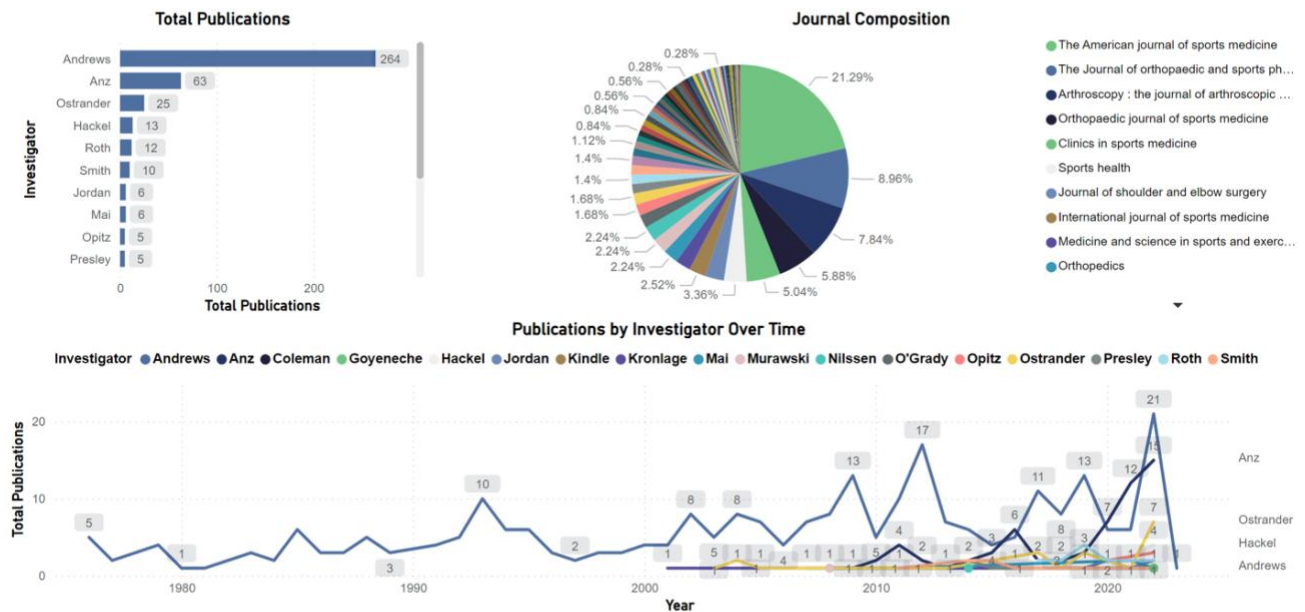 Total Publications
Investigator
Andrews 264
Anz 63
Ostrander 25
Hackel 13
Roth 12
Smith 10
Jordan 6
Mai 6
Opitz 5
Presley 5
0 100 200
Total Publications
Journal Composition
0.28%
0.28%
0.56%
0.56%
0.84%
0.84%
1.12%
1.4%
1.4%
1.68%
1.68%
2.24%
2.24%
2.24%
2.52%
3.36%
5.04%
5.88%
7.84%
8.96%
21.29%
The American journal of sports medicine
The Journal of orthopaedic and sports ph...
Arthroscopy : the journal of arthroscopic ...
Orthopaedic journal of sports medicine
Clinics in sports medicine
Sports health
Journal of shoulder and elbow surgery
International journal of sports medicine
Medicine and science in sports and exerc...
Orthopedics
Publications by Investigator Over Time
Investigator Andrews Anz Coleman Goyeneche Hackel Jordan Kindle Kronlage Mai Murawski Nilssen O'Grady Opitz Ostrander Presley Roth Smith
Total Publications
20
10
0
5
1
3
10
2
8
8
13
17
11
13
21
15
12
7
7
6
8
4
4
5
5
4
3
1980 1990 2000 2010 2020
Year
Anz
Ostrander
Hackel
Andrews